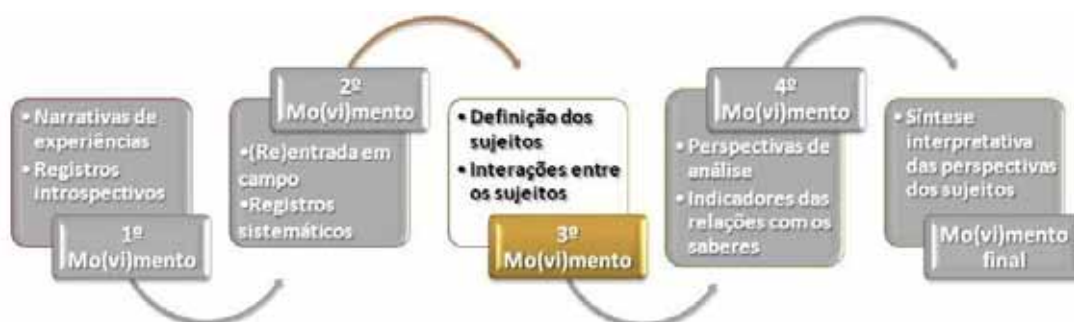 • Narrativas de
experiências
• Registros
introspectivos
1º
Mo(vi)mento
2º
Mo(vi)mento
•(Re)entrada em
campo
•Registros
sistemáticos
• Definição dos
sujeitos
• Interações entre
os sujeitos
3º
Mo(vi)mento
4º
Mo(vi)mento
• Perspectivas de
análise
• Indicadores das
relações com os
saberes
• Síntese
interpretativa
das perspectivas
dos sujeitos
Mo(vi)mento
final